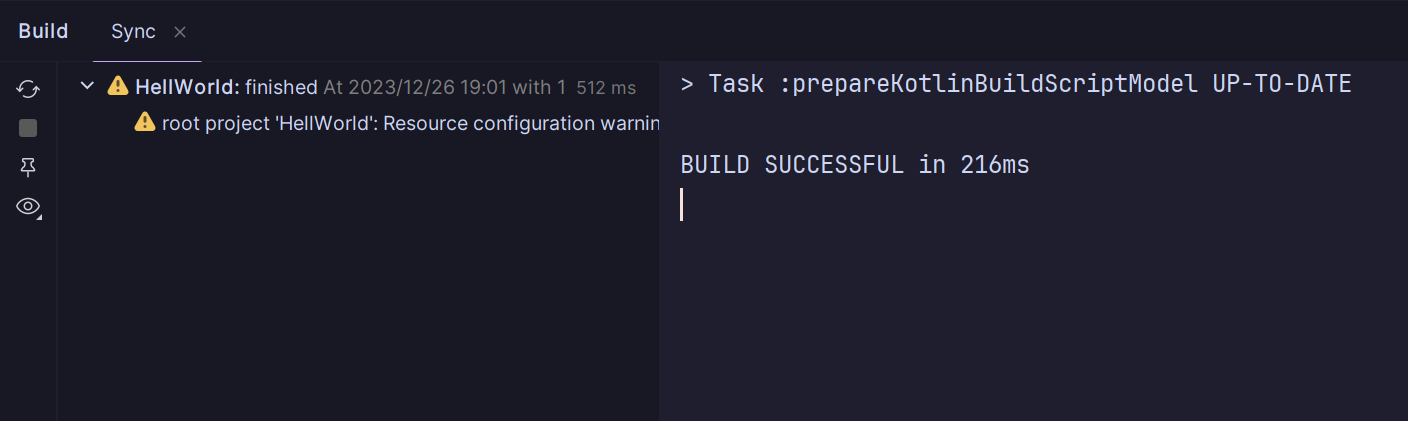 Build Sync
HellWorld: finished At 2023/12/26 19:01 with 1 512 ms
root project 'HellWorld': Resource configuration warnin
> Task :prepareKotlinBuildScriptModel UP-TO-DATE
BUILD SUCCESSFUL in 216ms